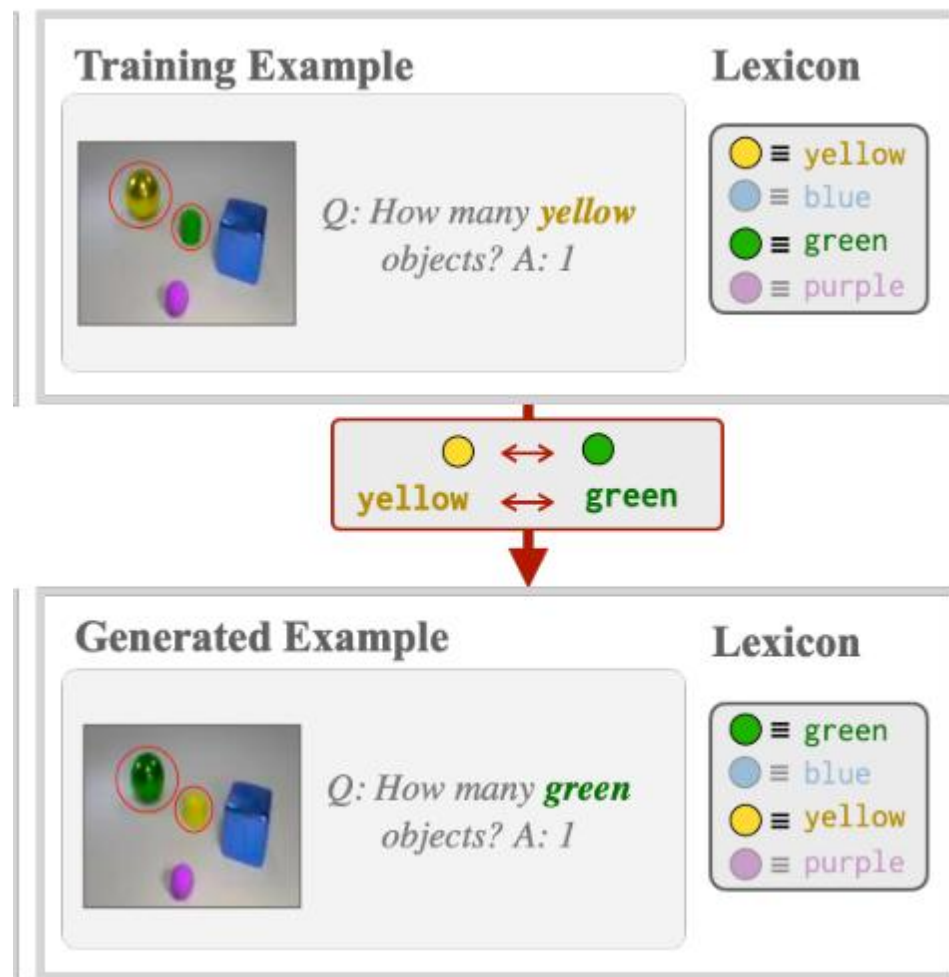 Training Example
Lexicon
Q: How many yellow
objects? A: 1
≡ yellow
≡ blue
≡ green
≡ purple
yellow ↔ green
Generated Example
Lexicon
Q: How many green
objects? A: 1
≡ green
≡ blue
≡ yellow
≡ purple